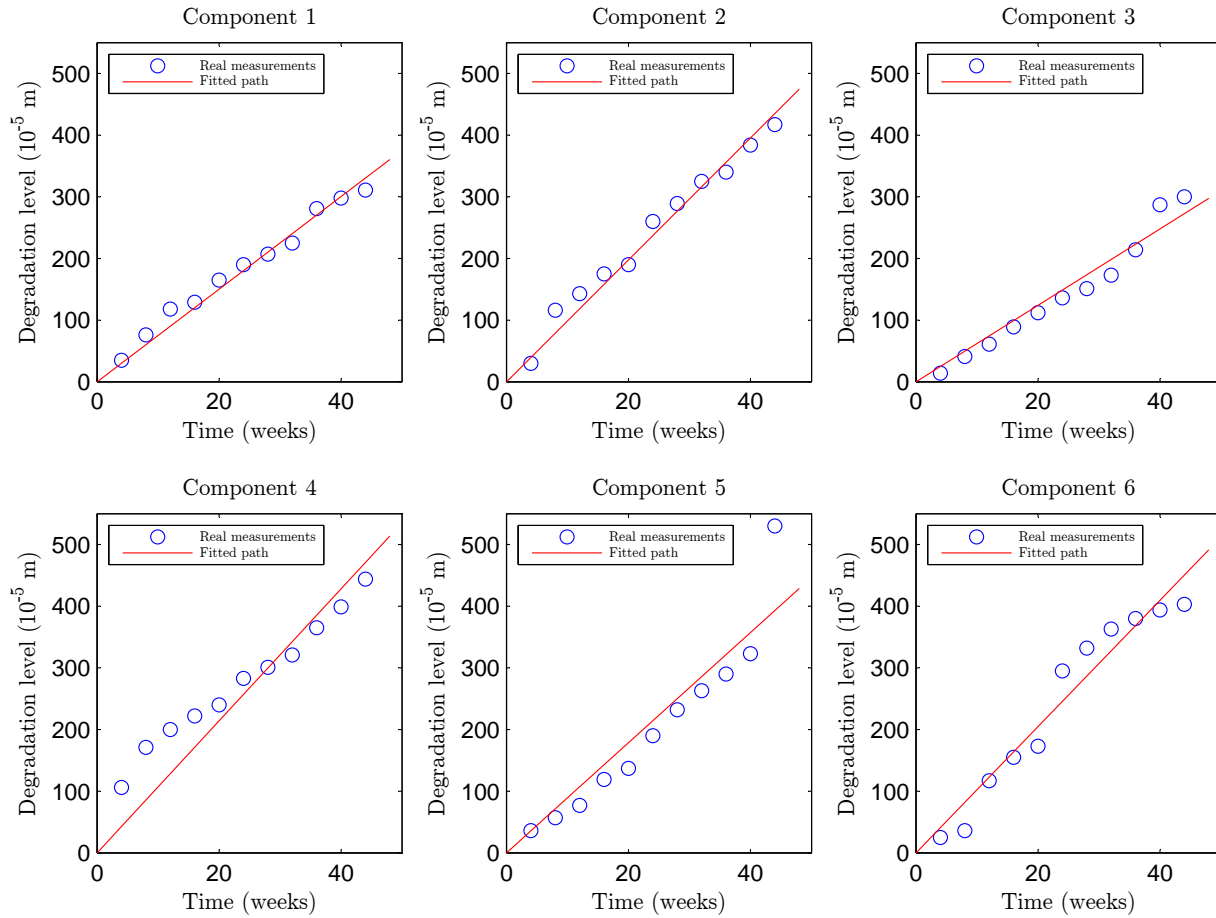 Component 1
Real measurements
Fitted path
Degradation level (10⁻⁵ m)
500
400
300
200
100
0
0 20 40
Time (weeks)
Component 2
Real measurements
Fitted path
Degradation level (10⁻⁵ m)
500
400
300
200
100
0
0 20 40
Time (weeks)
Component 3
Real measurements
Fitted path
Degradation level (10⁻⁵ m)
500
400
300
200
100
0
0 20 40
Time (weeks)
Component 4
Real measurements
Fitted path
Degradation level (10⁻⁵ m)
500
400
300
200
100
0
0 20 40
Time (weeks)
Component 5
Real measurements
Fitted path
Degradation level (10⁻⁵ m)
500
400
300
200
100
0
0 20 40
Time (weeks)
Component 6
Real measurements
Fitted path
Degradation level (10⁻⁵ m)
500
400
300
200
100
0
0 20 40
Time (weeks)